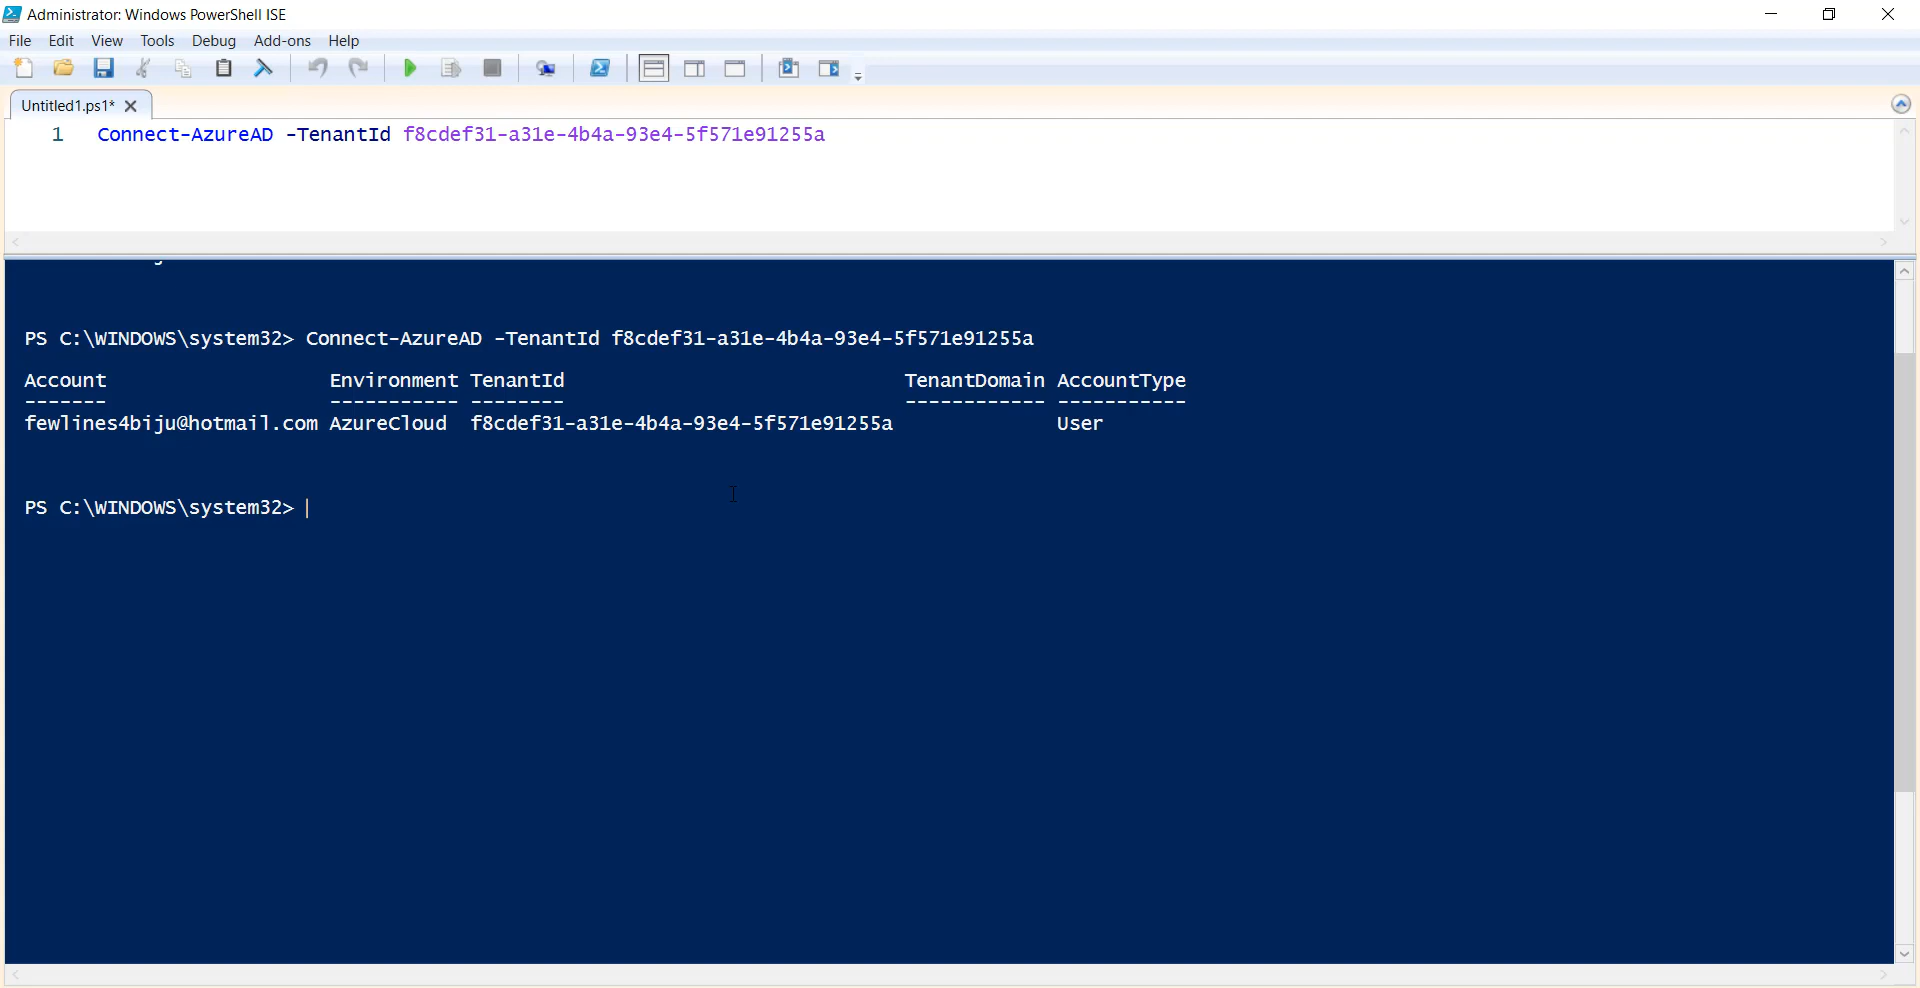 Administrator: Windows PowerShell ISE
File Edit View Tools Debug Add-ons Help
Untitled1.ps1*
1 Connect-AzureAD -TenantId f8cdef31-a31e-4b4a-93e4-5f571e91255a
PS C:\WINDOWS\system32> Connect-AzureAD -TenantId f8cdef31-a31e-4b4a-93e4-5f571e91255a
Account Environment TenantId TenantDomain AccountType
------- ----------- -------- ------------ -----------
fewlines4biju@hotmail.com AzureCloud f8cdef31-a31e-4b4a-93e4-5f571e91255a User
PS C:\WINDOWS\system32>